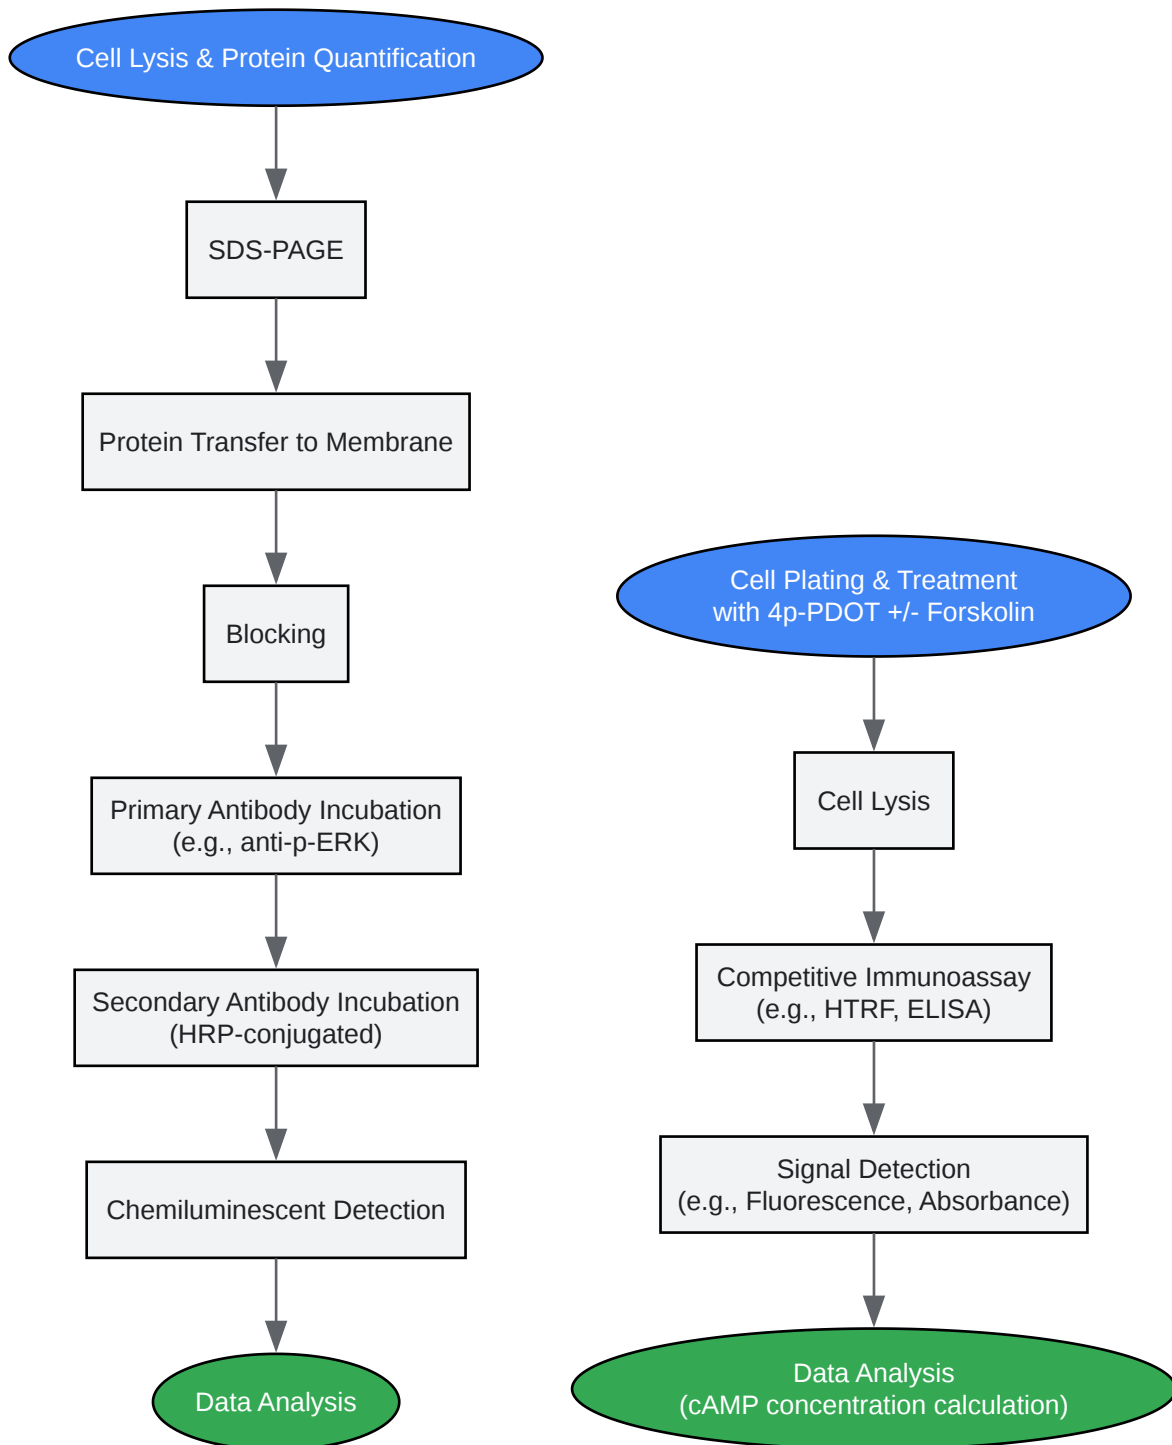 Cell Lysis & Protein Quantification
SDS-PAGE
Protein Transfer to Membrane
Blocking
Primary Antibody Incubation
(e.g., anti-p-ERK)
Secondary Antibody Incubation
(HRP-conjugated)
Chemiluminescent Detection
Data Analysis
Cell Plating & Treatment
with 4p-PDOT +/- Forskolin
Cell Lysis
Competitive Immunoassay
(e.g., HTRF, ELISA)
Signal Detection
(e.g., Fluorescence, Absorbance)
Data Analysis
(cAMP concentration calculation)